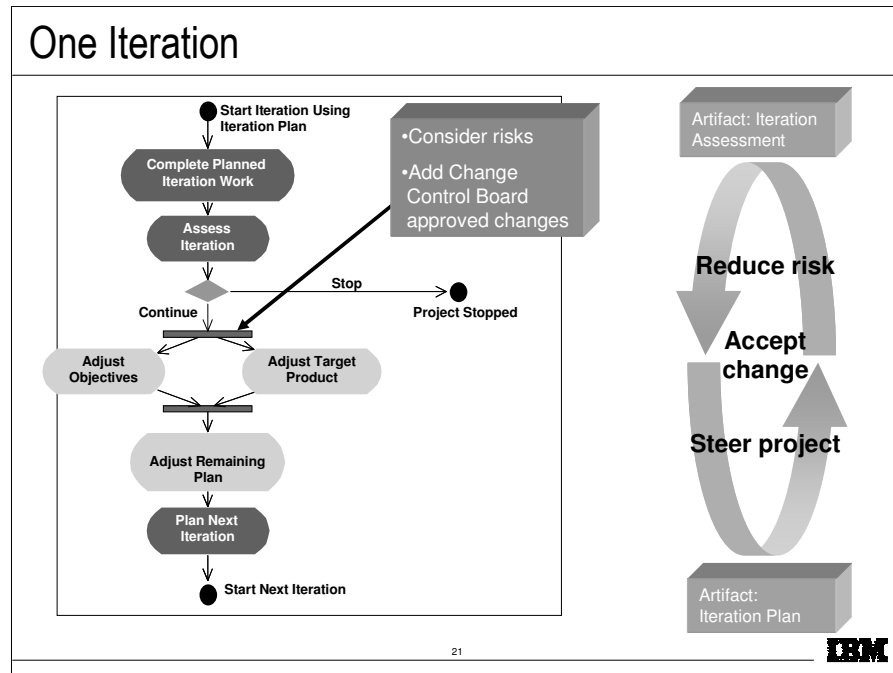 One Iteration
Start Iteration Using
Iteration Plan
Complete Planned
Iteration Work
Assess
Iteration
Stop
Continue
Project Stopped
Adjust
Objectives
Adjust Target
Product
Adjust Remaining
Plan
Plan Next
Iteration
Start Next Iteration
•Consider risks
•Add Change
Control Board
approved changes
Artifact: Iteration
Assessment
Reduce risk
Accept
change
Steer project
Artifact:
Iteration Plan
21
IBM